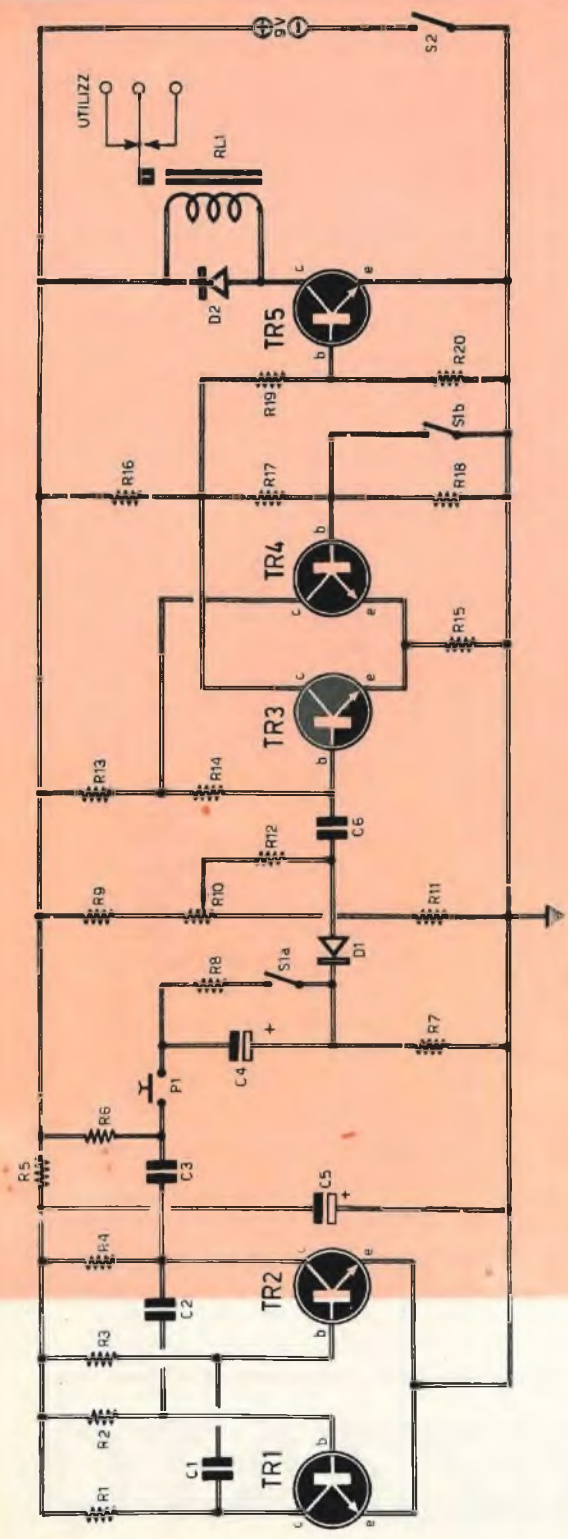 R1
R2
R3
R4
R5
R6
R9
R13
R16
UTILIZZ
+ 9V −
C1
C2
C3
P1
R8
R10
R12
R14
R17
R19
D2
RL1
C4
+
S1a
S2
TR1
c
b
e
TR2
c
b
e
C5
+
D1
C6
TR3
c
b
e
TR4
c
b
e
TR5
c
b
e
R7
R11
R15
R18
S1b
R20